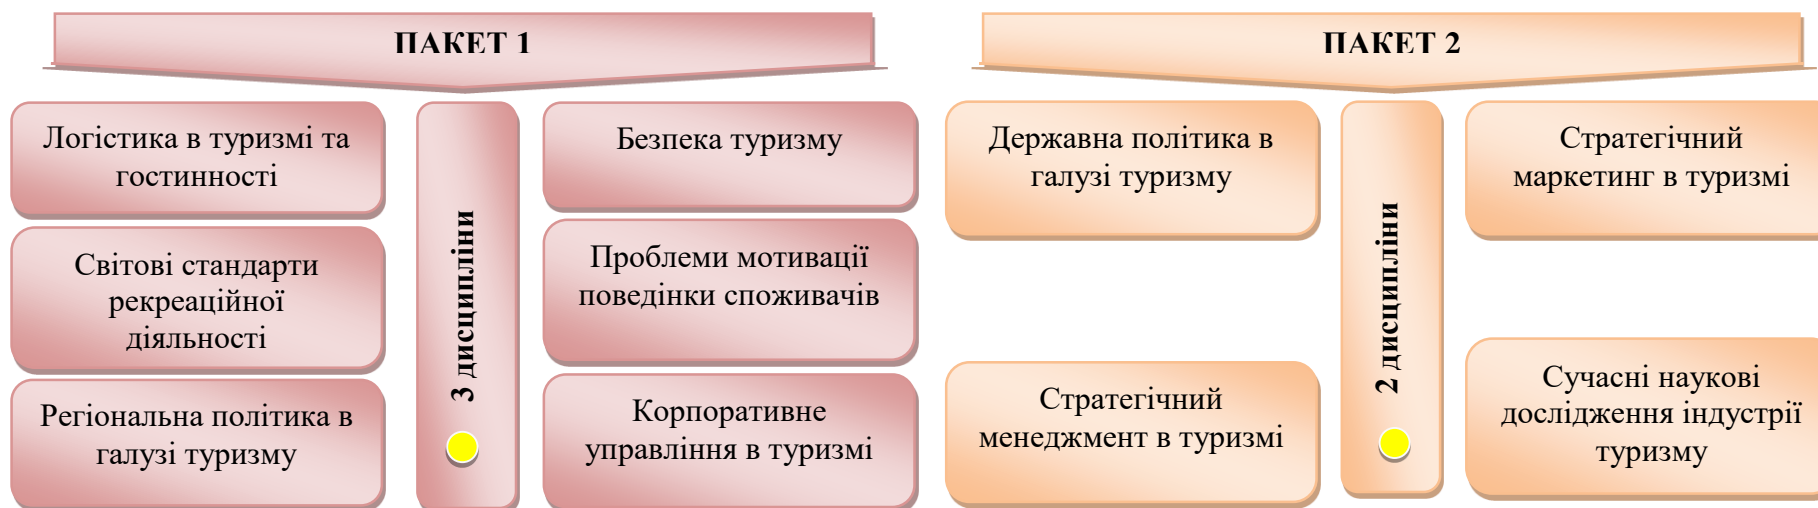 ПАКЕТ 1
Логістика в туризмі та
гостинності
Світові стандарти
рекреаційної
діяльності
Регіональна політика в
галузі туризму
3 дисципліни
Безпека туризму
Проблеми мотивації
поведінки споживачів
Корпоративне
управління в туризмі
ПАКЕТ 2
Державна політика в
галузі туризму
Стратегічний
менеджмент в туризмі
2 дисципліни
Стратегічний
маркетинг в туризмі
Сучасні наукові
дослідження індустрії
туризму